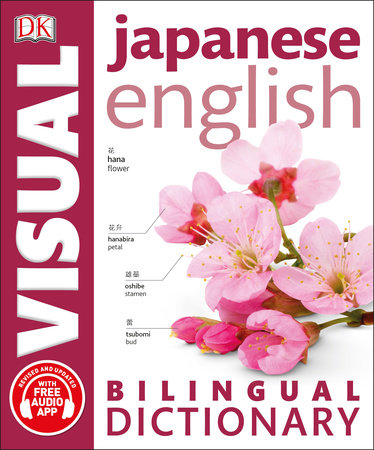 DK
VISUAL
japanese
english
花
hana
flower
花弁
hanabira
petal
雄蕊
oshibe
stamen
蕾
tsubomi
bud
REVISED AND UPDATED
WITH
FREE
AUDIO
APP
BILINGUAL
DICTIONARY